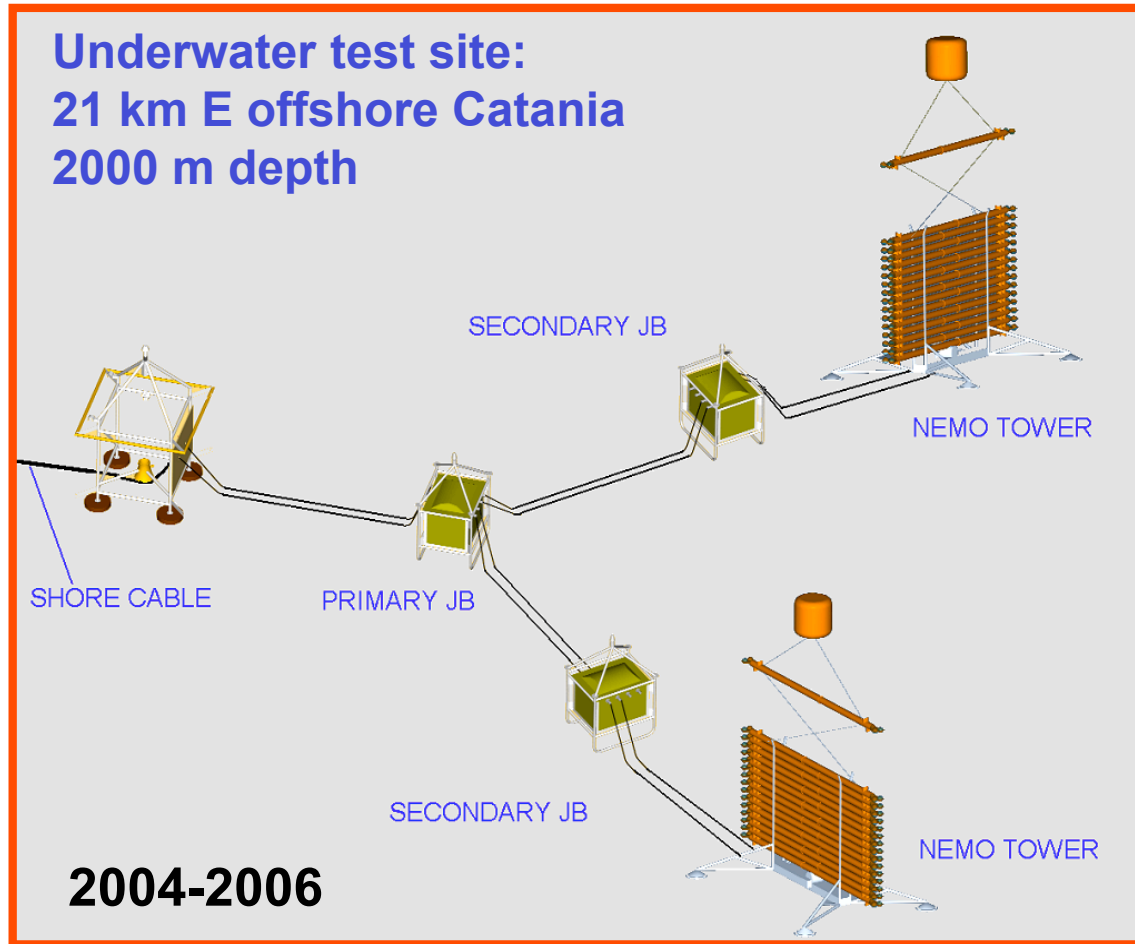 Underwater test site:
21 km E offshore Catania
2000 m depth
SECONDARY JB
NEMO TOWER
SHORE CABLE
PRIMARY JB
SECONDARY JB
NEMO TOWER
2004-2006